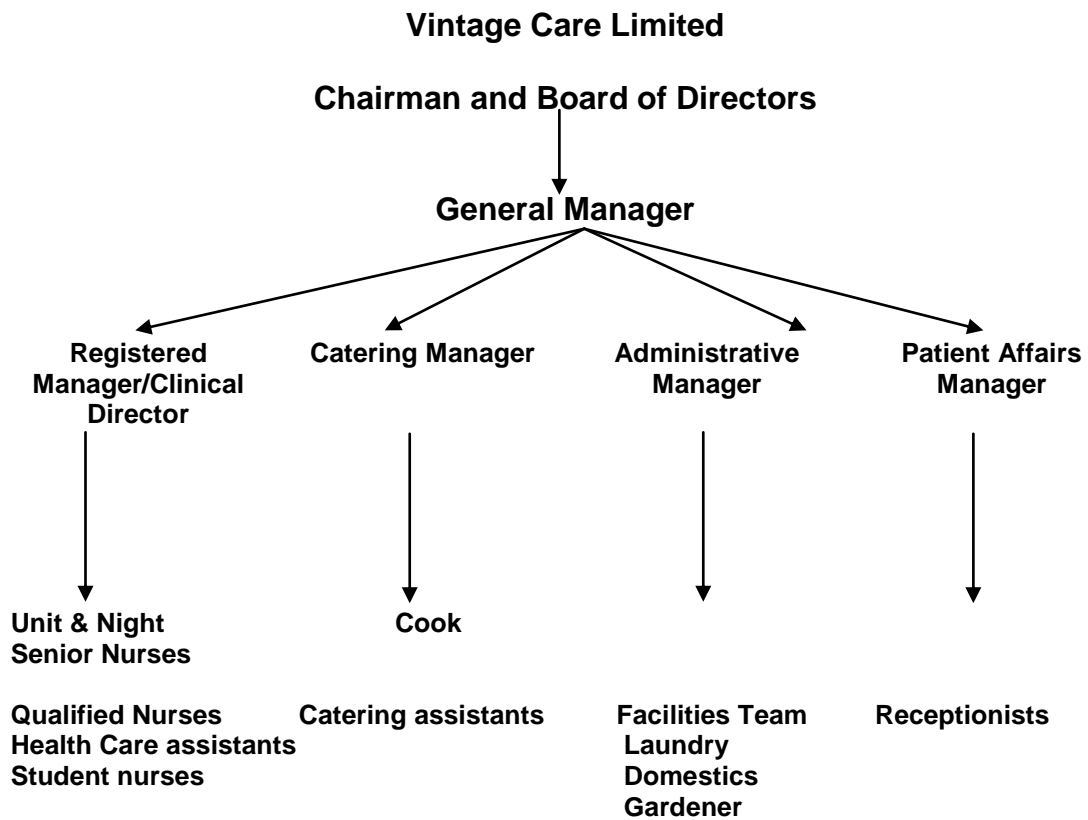 Vintage Care Limited
Chairman and Board of Directors
General Manager
Registered
Manager/Clinical
Director
Catering Manager
Administrative
Manager
Patient Affairs
Manager
Unit & Night
Senior Nurses
Cook
Qualified Nurses
Health Care assistants
Student nurses
Catering assistants
Facilities Team
Laundry
Domestics
Gardener
Receptionists